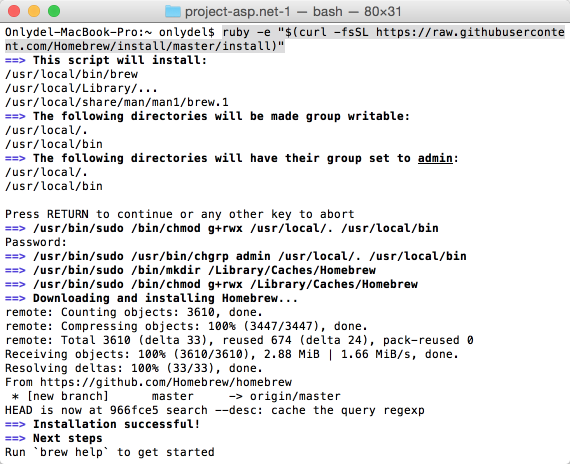 project-asp.net-1 — bash — 80×31
Onlydel-MacBook-Pro:~ onlydel$ ruby -e "$(curl -fsSL https://raw.githubuserconte
nt.com/Homebrew/install/master/install)"
==> This script will install:
/usr/local/bin/brew
/usr/local/Library/...
/usr/local/share/man/man1/brew.1
==> The following directories will be made group writable:
/usr/local/.
/usr/local/bin
==> The following directories will have their group set to admin:
/usr/local/.
/usr/local/bin

Press RETURN to continue or any other key to abort
==> /usr/bin/sudo /bin/chmod g+rwx /usr/local/. /usr/local/bin
Password:
==> /usr/bin/sudo /usr/bin/chgrp admin /usr/local/. /usr/local/bin
==> /usr/bin/sudo /bin/mkdir /Library/Caches/Homebrew
==> /usr/bin/sudo /bin/chmod g+rwx /Library/Caches/Homebrew
==> Downloading and installing Homebrew...
remote: Counting objects: 3610, done.
remote: Compressing objects: 100% (3447/3447), done.
remote: Total 3610 (delta 33), reused 674 (delta 24), pack-reused 0
Receiving objects: 100% (3610/3610), 2.88 MiB | 1.66 MiB/s, done.
Resolving deltas: 100% (33/33), done.
From https://github.com/Homebrew/homebrew
 * [new branch]      master     -> origin/master
HEAD is now at 966fce5 search --desc: cache the query regexp
==> Installation successful!
==> Next steps
Run `brew help` to get started